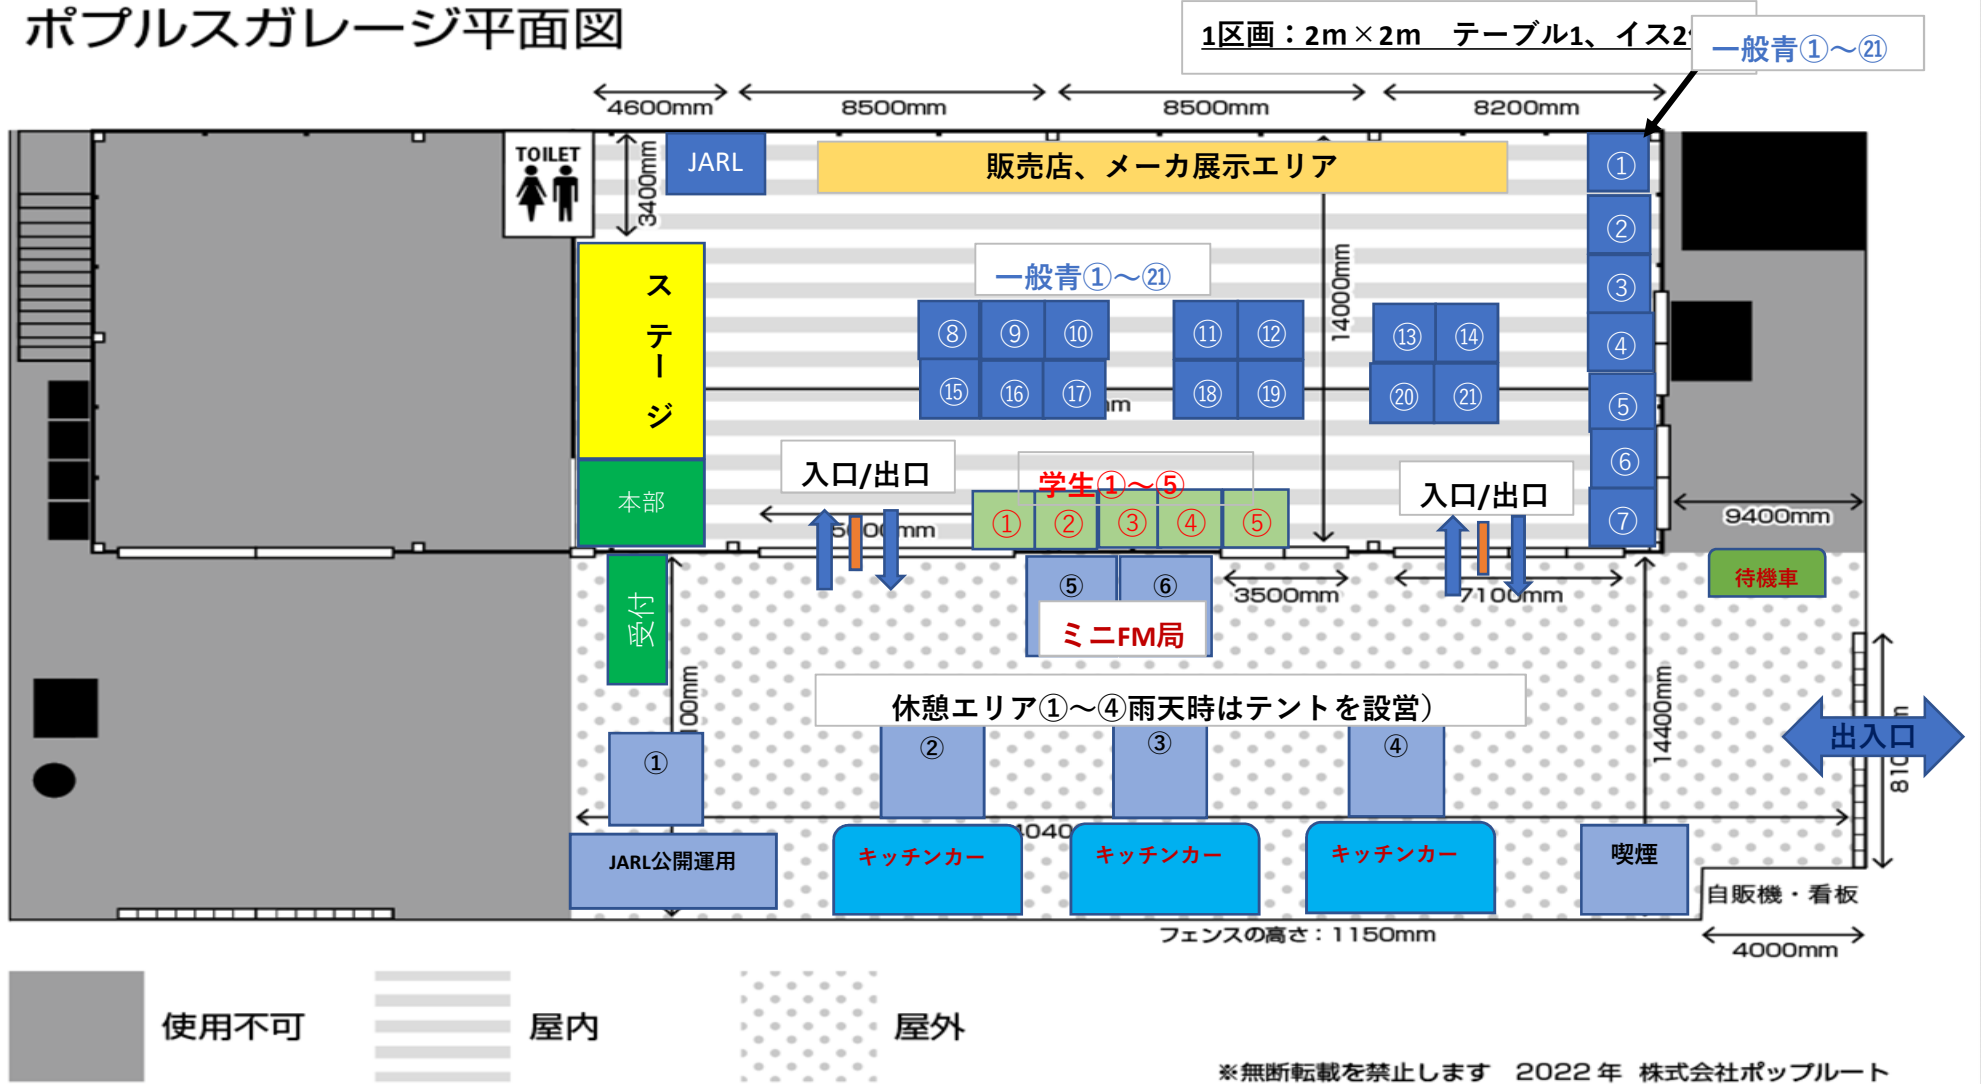 ポプルスガレージ平面図
1区画：2m×2m　テーブル1、イス2
一般青①～㉑
4600mm
8500mm
8500mm
8200mm
TOILET
3400mm
JARL
販売店、メーカ展示エリア
①
②
③
④
⑤
⑥
⑦
ステージ
一般青①～㉑
14000mm
⑧ ⑨ ⑩ ⑪ ⑫ ⑬ ⑭
⑮ ⑯ ⑰ ⑱ ⑲ ⑳ ㉑
本部
入口/出口
学生①～⑤
① ② ③ ④ ⑤
入口/出口
9400mm
受付
⑤ ⑥
ミニFM局
3500mm
7100mm
待機車
休憩エリア①～④雨天時はテントを設営）
① ② ③ ④
14400mm
出入口
JARL公開運用
キッチンカー
キッチンカー
キッチンカー
喫煙
自販機・看板
フェンスの高さ：1150mm
4000mm
使用不可
屋内
屋外
※無断転載を禁止します　2022年 株式会社ポップルート